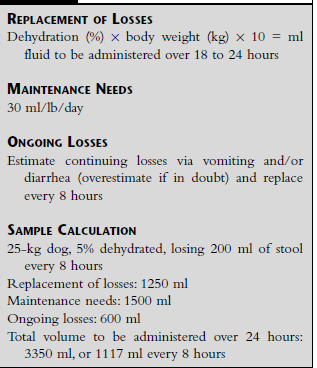 REPLACEMENT OF LOSSES
Dehydration (%) × body weight (kg) × 10 = ml
fluid to be administered over 18 to 24 hours
MAINTENANCE NEEDS
30 ml/lb/day
ONGOING LOSSES
Estimate continuing losses via vomiting and/or
diarrhea (overestimate if in doubt) and replace
every 8 hours
SAMPLE CALCULATION
25-kg dog, 5% dehydrated, losing 200 ml of stool
every 8 hours
Replacement of losses: 1250 ml
Maintenance needs: 1500 ml
Ongoing losses: 600 ml
Total volume to be administered over 24 hours:
3350 ml, or 1117 ml every 8 hours